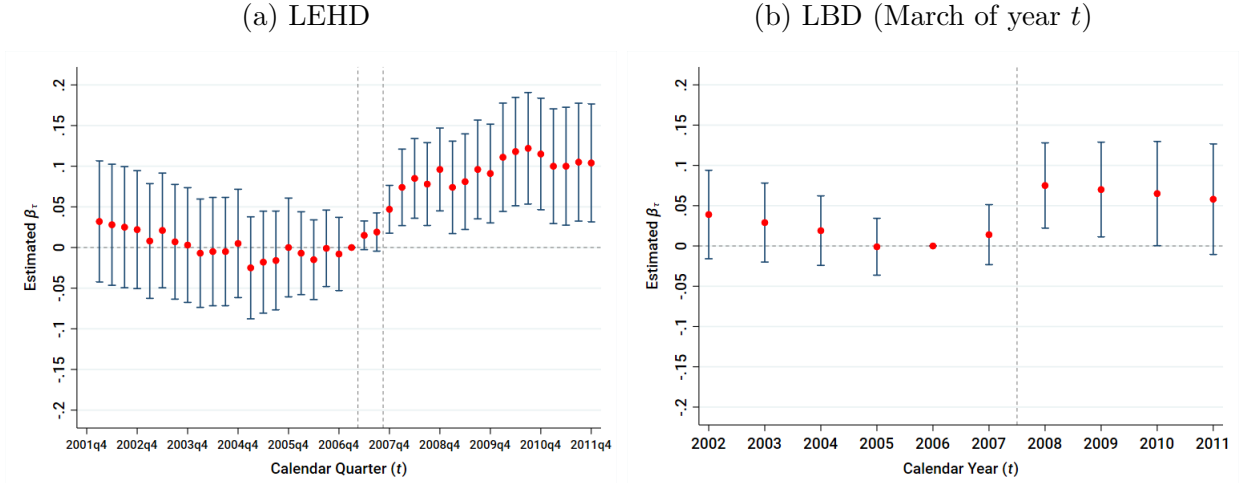 (a) LEHD
Estimated βτ
.2
.15
.1
.05
0
-.05
-.1
-.15
-.2
2001q4 2002q4 2003q4 2004q4 2005q4 2006q4 2007q4 2008q4 2009q4 2010q4 2011q4
Calendar Quarter (t)
(b) LBD (March of year t)
Estimated βτ
.2
.15
.1
.05
0
-.05
-.1
-.15
-.2
2002 2003 2004 2005 2006 2007 2008 2009 2010 2011
Calendar Year (t)